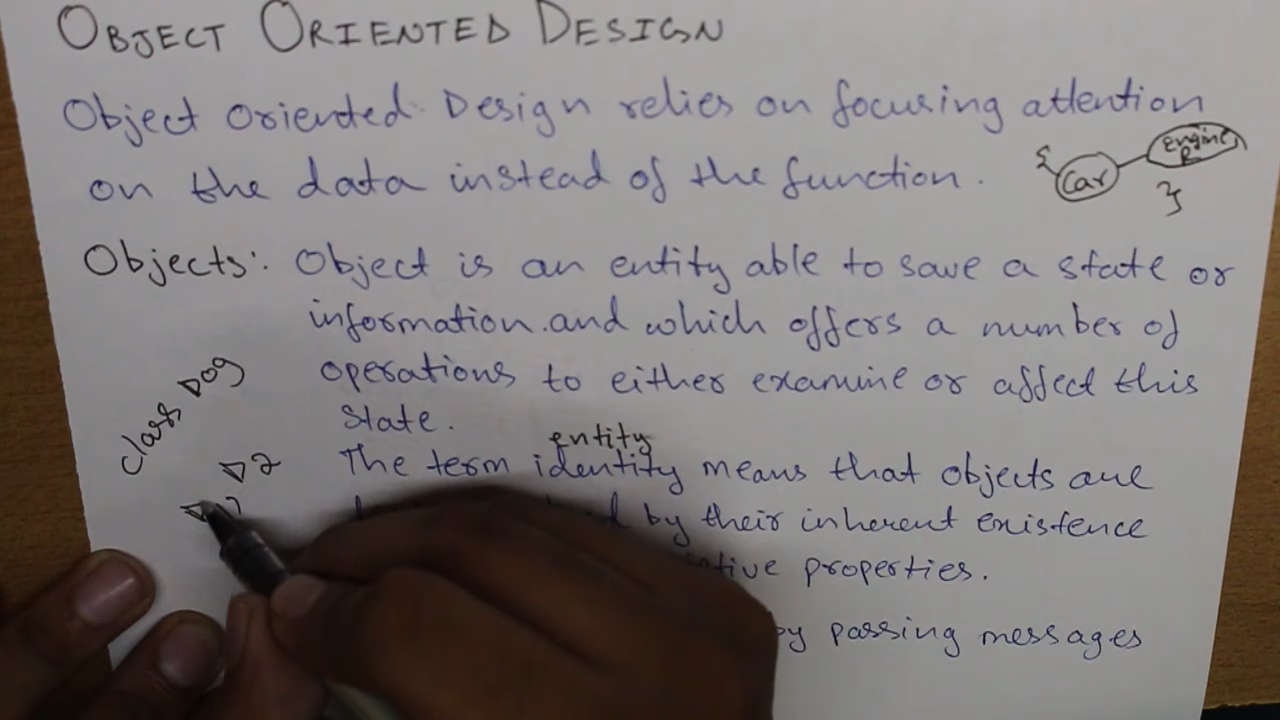 OBJECT ORIENTED DESIGN
Object Oriented Design relies on focusing attention
on the data instead of the function.
Car
engine
Objects: Object is an entity able to save a state or
information and which offers a number of
operations to either examine or affect this
state.
class Dog
entity
The term identity means that objects are
by their inherent existence
properties.
by passing messages